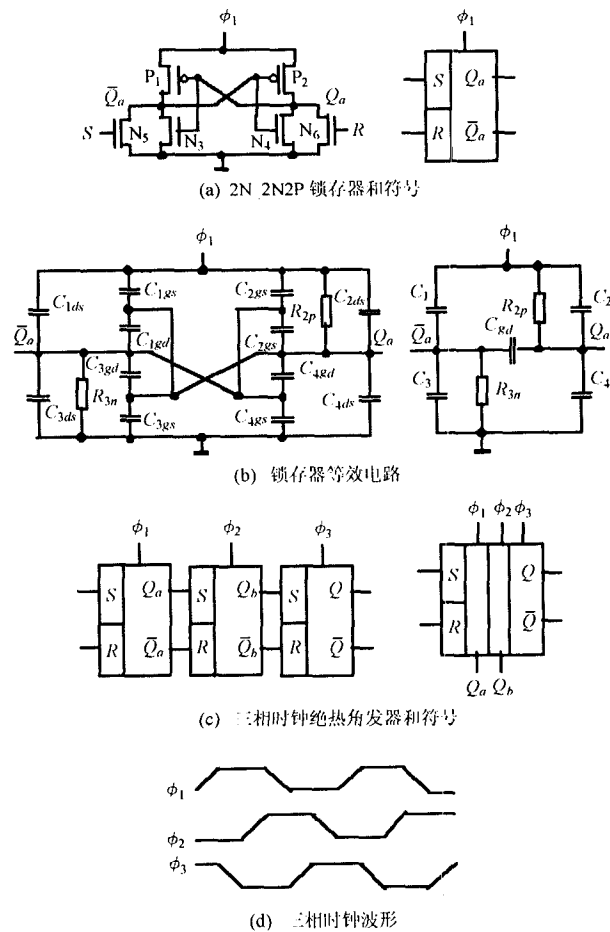 ϕ1 ϕ1
P1 P2
Q̄a Qa S Qa
S N5 N3 N4 N6 R R Q̄a
(a) 2N 2N2P 锁存器和符号
ϕ1 ϕ1
C1gs C2gs
C1ds R2p C2ds C1 R2p C2
Q̄a C1gd C2gs Qa Q̄a Cgd Qa
C3gd C4gd
C3ds R3n C3gs C4gs C4ds C3 R3n C4
(b) 锁存器等效电路
ϕ1 ϕ2 ϕ3 ϕ1 ϕ2 ϕ3
S Qa S Qb S Q S Q
R Q̄a R Q̄b R Q̄ R Q̄
Qa Qb
(c) 三相时钟绝热角发器和符号
ϕ1
ϕ2
ϕ3
(d) 三相时钟波形